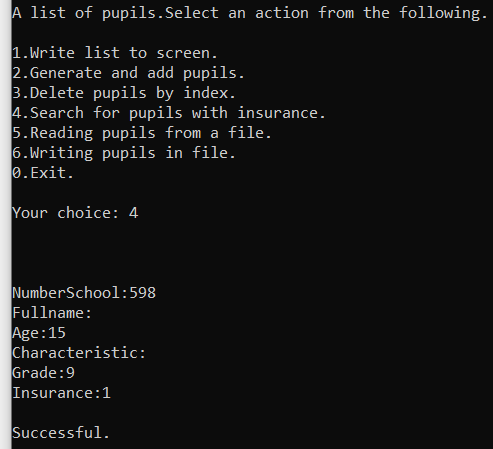 A list of pupils.Select an action from the following.
1.Write list to screen.
2.Generate and add pupils.
3.Delete pupils by index.
4.Search for pupils with insurance.
5.Reading pupils from a file.
6.Writing pupils in file.
0.Exit.
Your choice: 4
NumberSchool:598
Fullname:
Age:15
Characteristic:
Grade:9
Insurance:1
Successful.